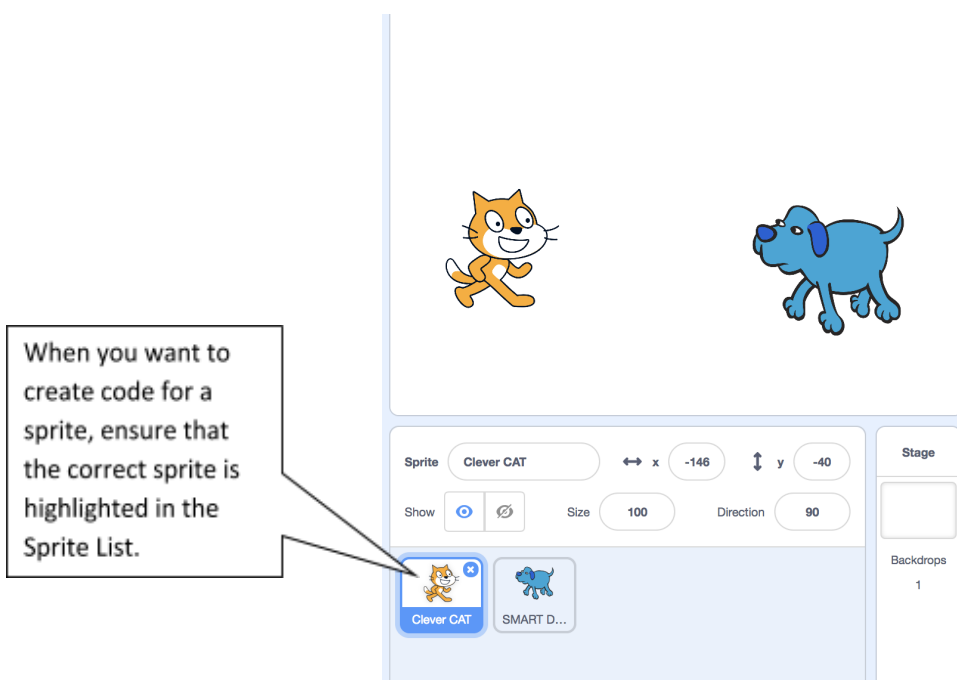 When you want to
create code for a
sprite, ensure that
the correct sprite is
highlighted in the
Sprite List.
Sprite Clever CAT x -146 y -40
Show Size 100 Direction 90
Clever CAT SMART D...
Stage
Backdrops
1